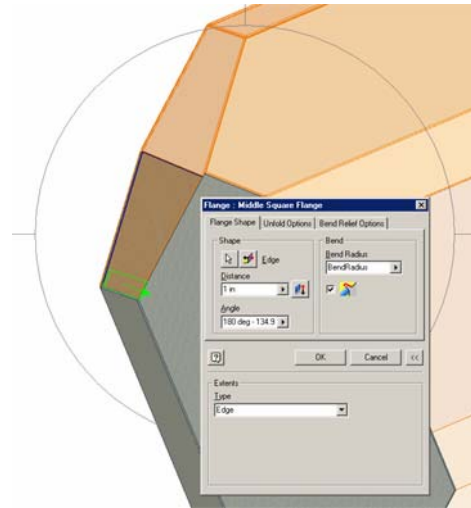 Flange : Middle Square Flange
Flange Shape Unfold Options Bend Relief Options
Shape
Edge
Distance
1 in
Angle
180 deg - 134.9
Bend
Bend Radius
BendRadius
OK Cancel <<
Extents
Type
Edge